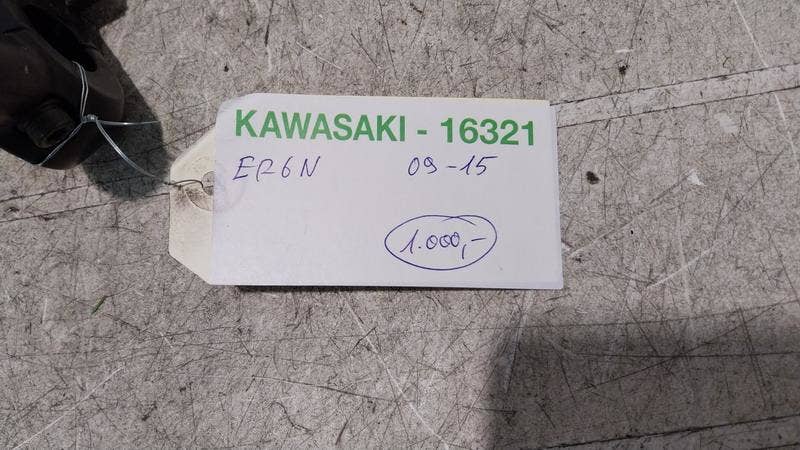 KAWASAKI - 16321
ER6N 09-15
1.000,-